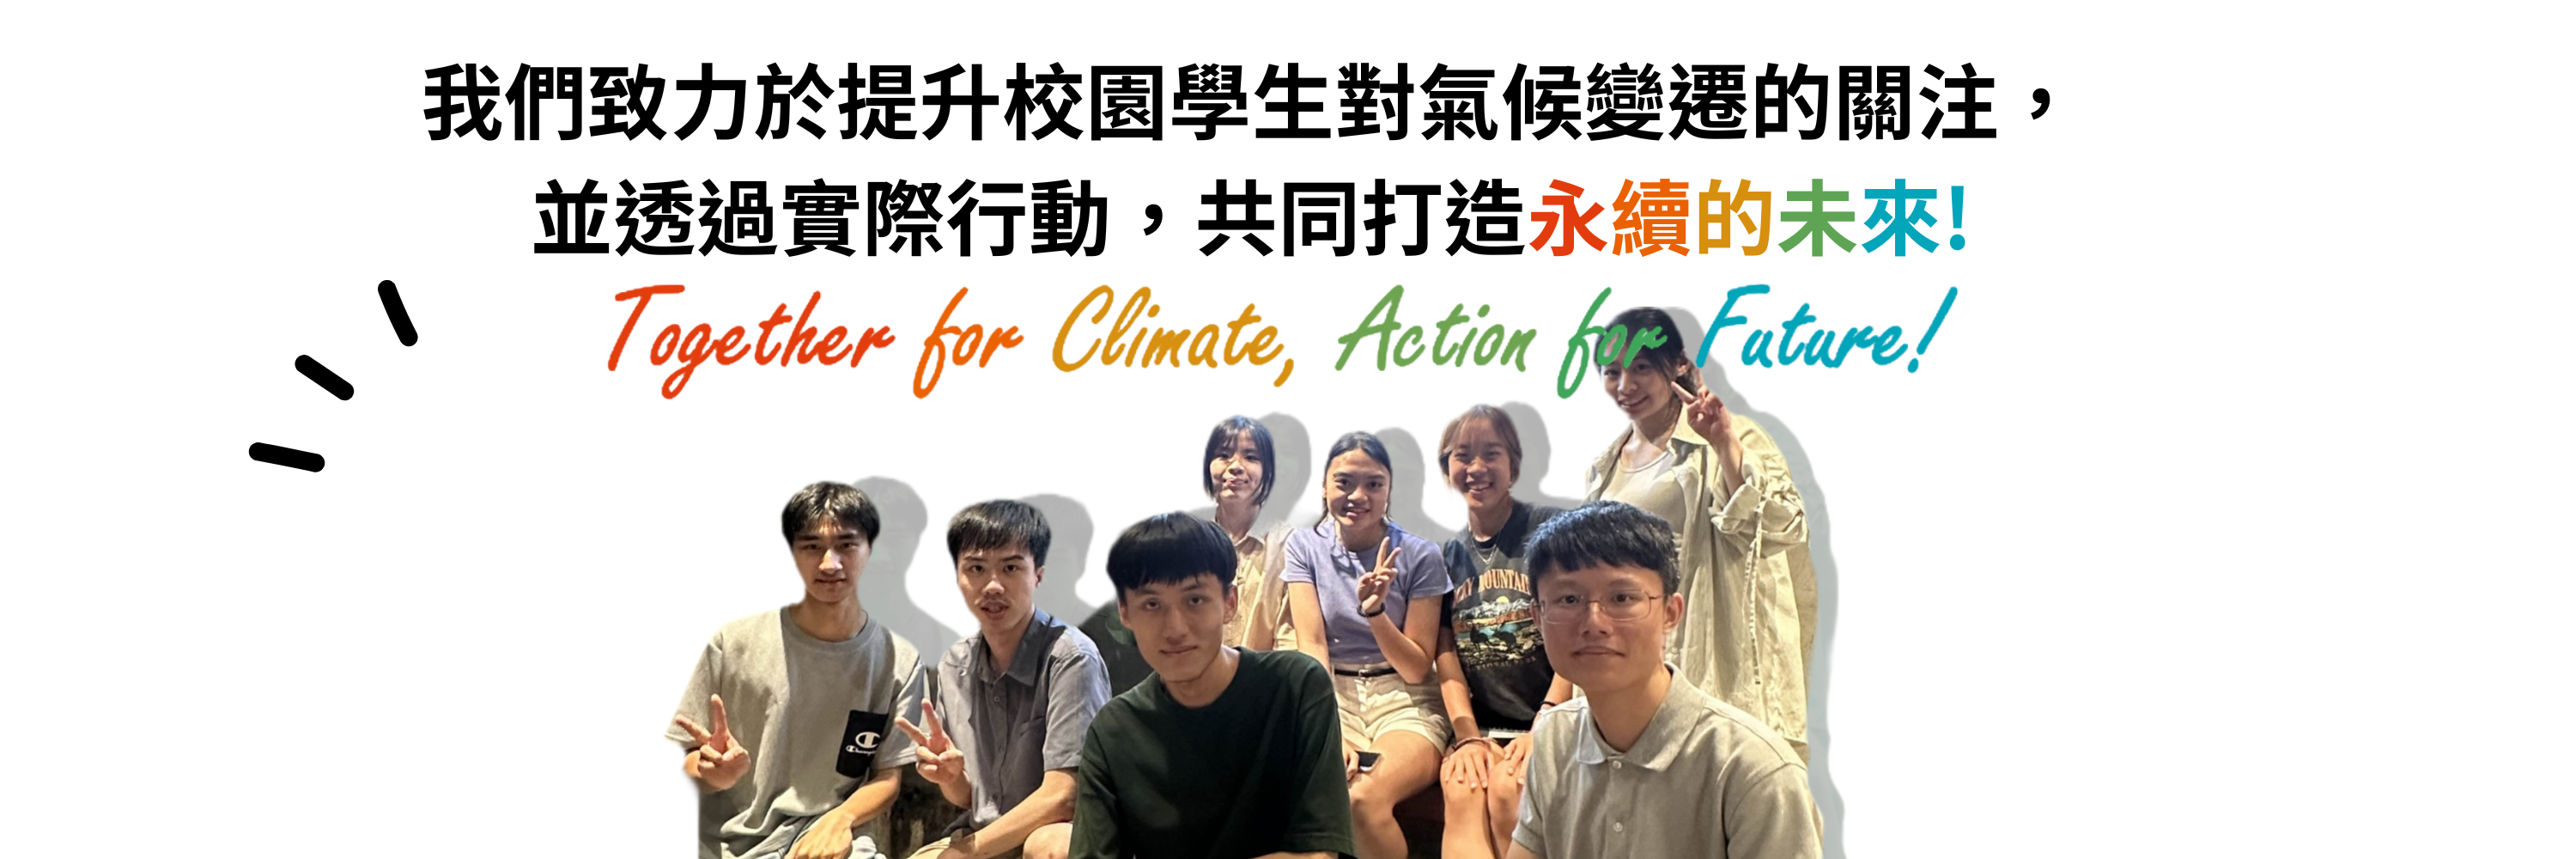 我們致力於提升校園學生對氣候變遷的關注，
並透過實際行動，共同打造永續的未來!
Together for Climate, Action for Future!
Champion
MOUNTAIN